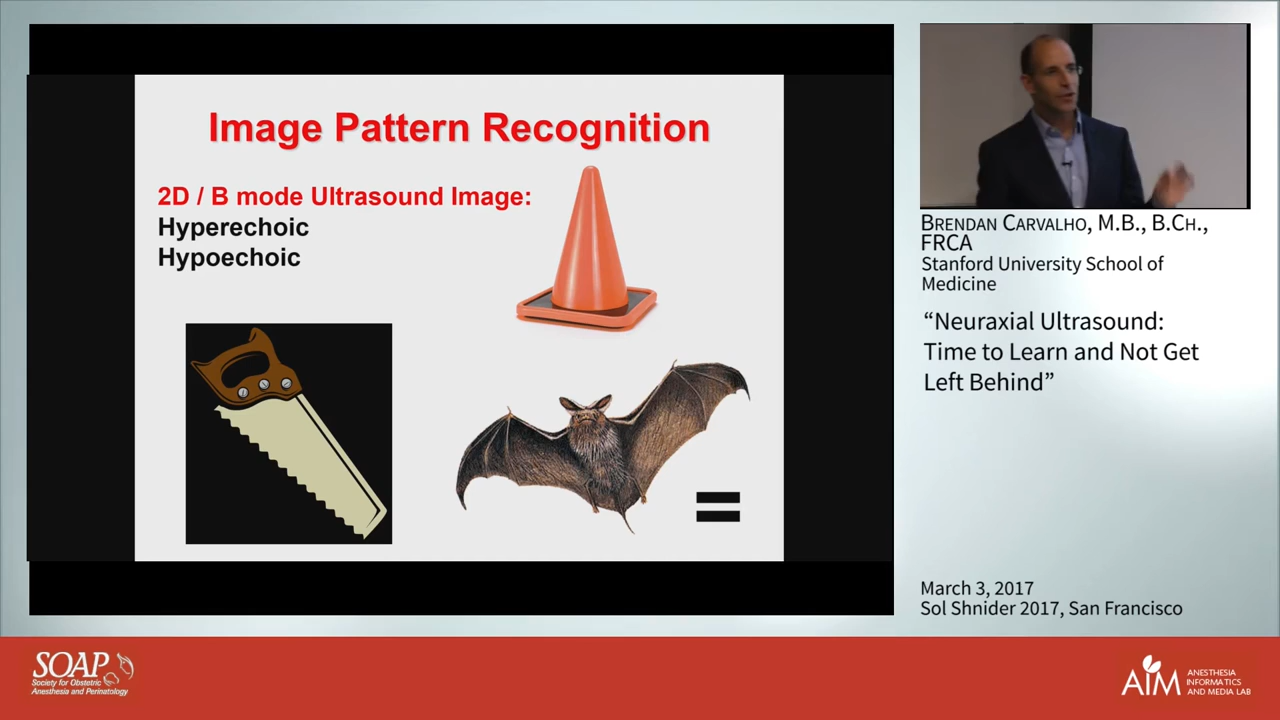 Image Pattern Recognition
2D / B mode Ultrasound Image:
Hyperechoic
Hypoechoic
BRENDAN CARVALHO, M.B., B.CH.,
FRCA
Stanford University School of
Medicine
“Neuraxial Ultrasound:
Time to Learn and Not Get
Left Behind”
March 3, 2017
Sol Shnider 2017, San Francisco
SOAP
Society for Obstetric
Anesthesia and Perinatology
AIM
ANESTHESIA
INFORMATICS
AND MEDIA LAB